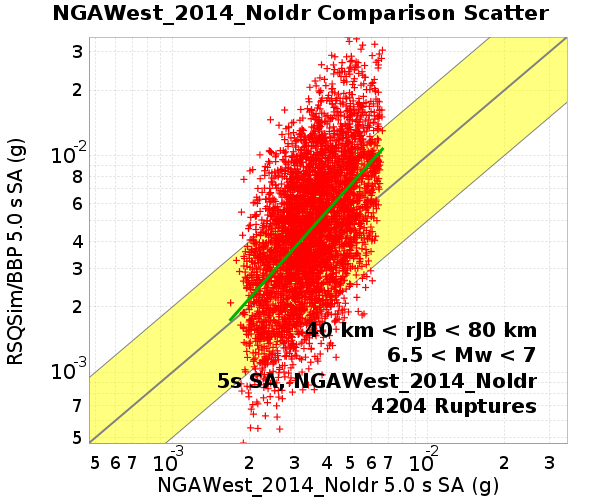 NGAWest_2014_NoIdr Comparison Scatter
3
2
10-2
8
6
4
3
2
10-3
7
5
RSQSim/BBP 5.0 s SA (g)
40 km < rJB < 80 km
6.5 < Mw < 7
5s SA, NGAWest_2014_NoIdr
4204 Ruptures
5 6 7 10-3 2 3 4 5 6 7 10-2 2 3
NGAWest_2014_NoIdr 5.0 s SA (g)